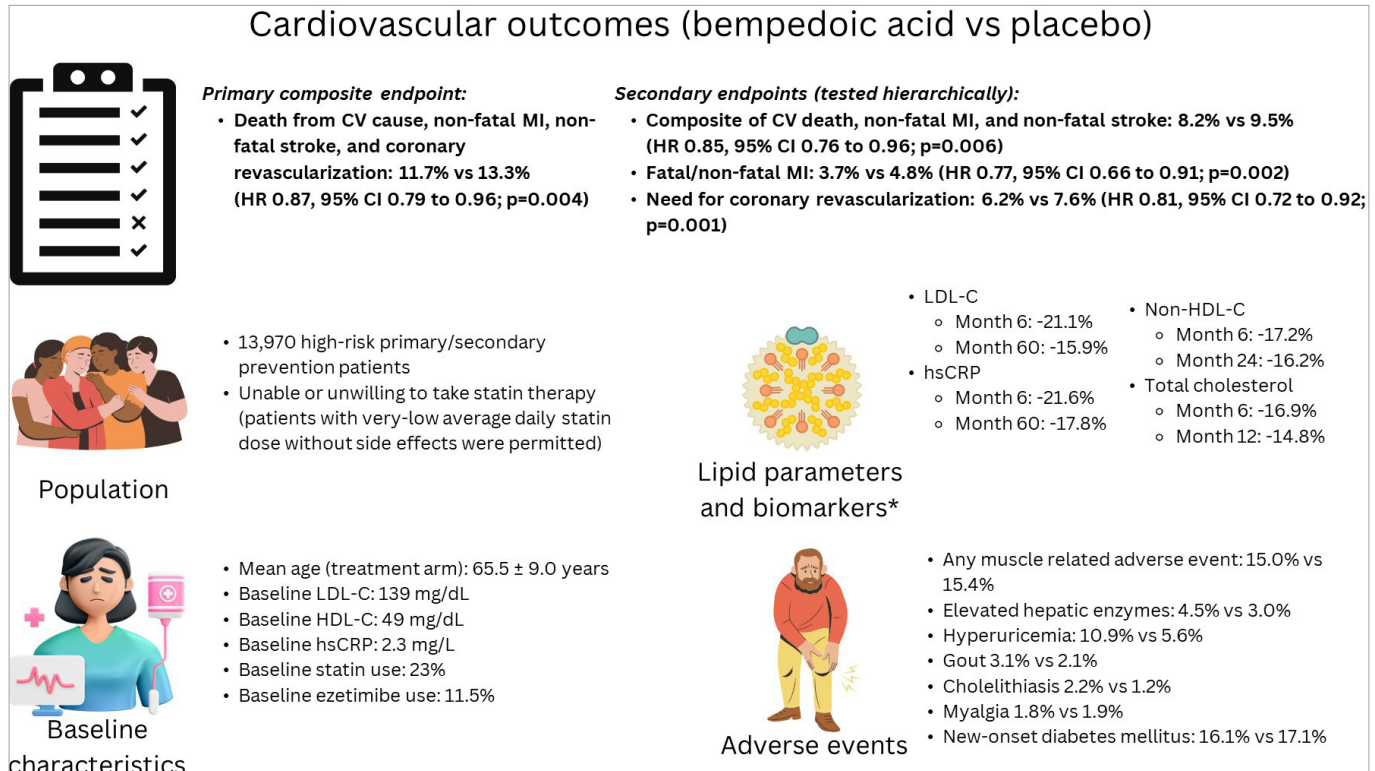 Cardiovascular outcomes (bempedoic acid vs placebo)
Primary composite endpoint:
• Death from CV cause, non-fatal MI, non-
fatal stroke, and coronary
revascularization: 11.7% vs 13.3%
(HR 0.87, 95% CI 0.79 to 0.96; p=0.004)
Secondary endpoints (tested hierarchically):
• Composite of CV death, non-fatal MI, and non-fatal stroke: 8.2% vs 9.5%
(HR 0.85, 95% CI 0.76 to 0.96; p=0.006)
• Fatal/non-fatal MI: 3.7% vs 4.8% (HR 0.77, 95% CI 0.66 to 0.91; p=0.002)
• Need for coronary revascularization: 6.2% vs 7.6% (HR 0.81, 95% CI 0.72 to 0.92;
p=0.001)
• 13,970 high-risk primary/secondary
prevention patients
• Unable or unwilling to take statin therapy
(patients with very-low average daily statin
dose without side effects were permitted)
Population
• LDL-C
◦ Month 6: -21.1%
◦ Month 60: -15.9%
• hsCRP
◦ Month 6: -21.6%
◦ Month 60: -17.8%
• Non-HDL-C
◦ Month 6: -17.2%
◦ Month 24: -16.2%
• Total cholesterol
◦ Month 6: -16.9%
◦ Month 12: -14.8%
Lipid parameters
and biomarkers*
• Mean age (treatment arm): 65.5 ± 9.0 years
• Baseline LDL-C: 139 mg/dL
• Baseline HDL-C: 49 mg/dL
• Baseline hsCRP: 2.3 mg/L
• Baseline statin use: 23%
• Baseline ezetimibe use: 11.5%
Baseline
characteristics
• Any muscle related adverse event: 15.0% vs
15.4%
• Elevated hepatic enzymes: 4.5% vs 3.0%
• Hyperuricemia: 10.9% vs 5.6%
• Gout 3.1% vs 2.1%
• Cholelithiasis 2.2% vs 1.2%
• Myalgia 1.8% vs 1.9%
• New-onset diabetes mellitus: 16.1% vs 17.1%
Adverse events